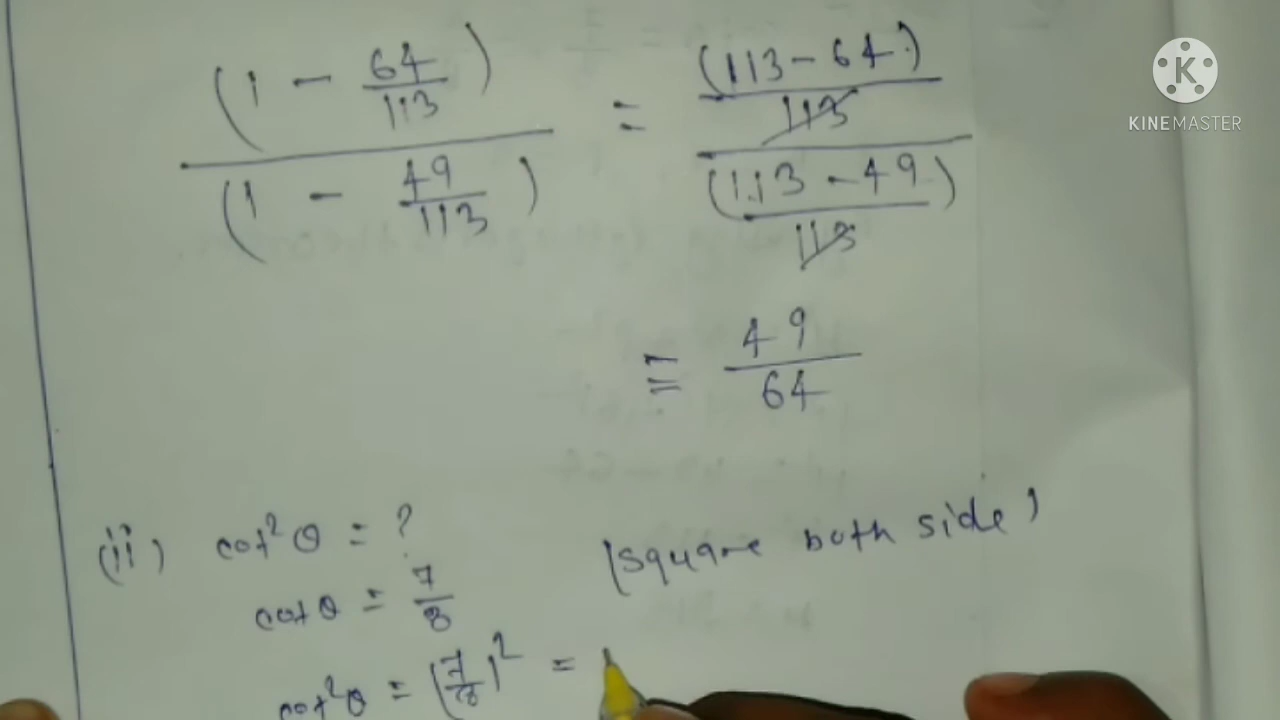 (1 - 64/113) / (1 - 49/113) = ((113 - 64)/113) / ((113 - 49)/113)
= 49/64
(ii) cot²θ = ? (square both side)
cotθ = 7/8
cot²θ = (7/8)² =
K
KINEMASTER